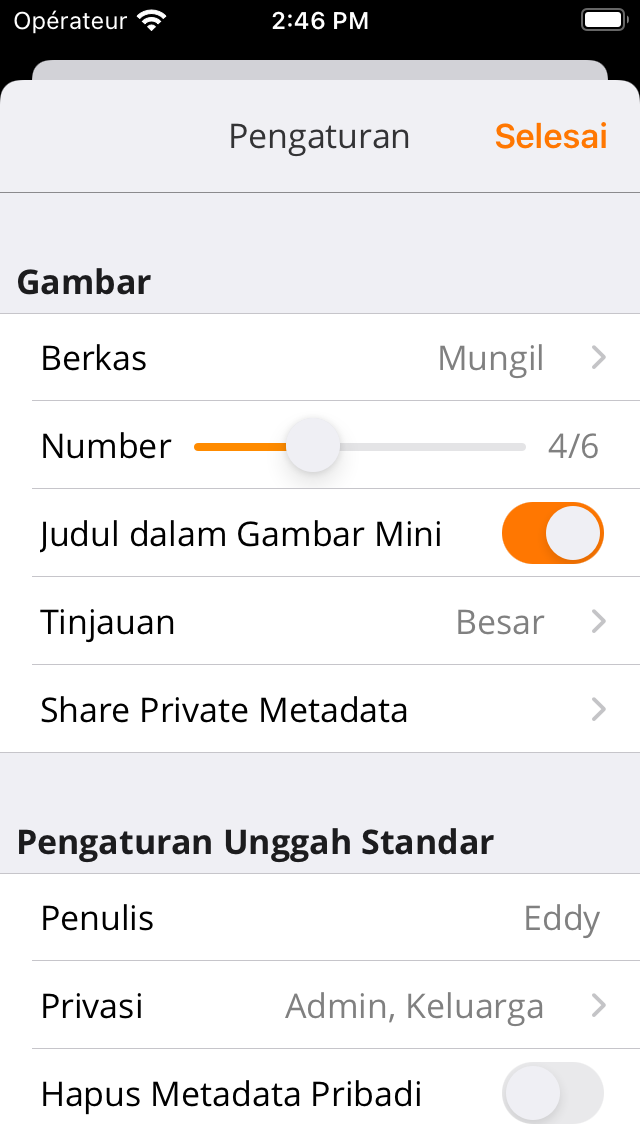 Opérateur 2:46 PM
Pengaturan Selesai
Gambar
Berkas Mungil
Number 4/6
Judul dalam Gambar Mini
Tinjauan Besar
Share Private Metadata
Pengaturan Unggah Standar
Penulis Eddy
Privasi Admin, Keluarga
Hapus Metadata Pribadi